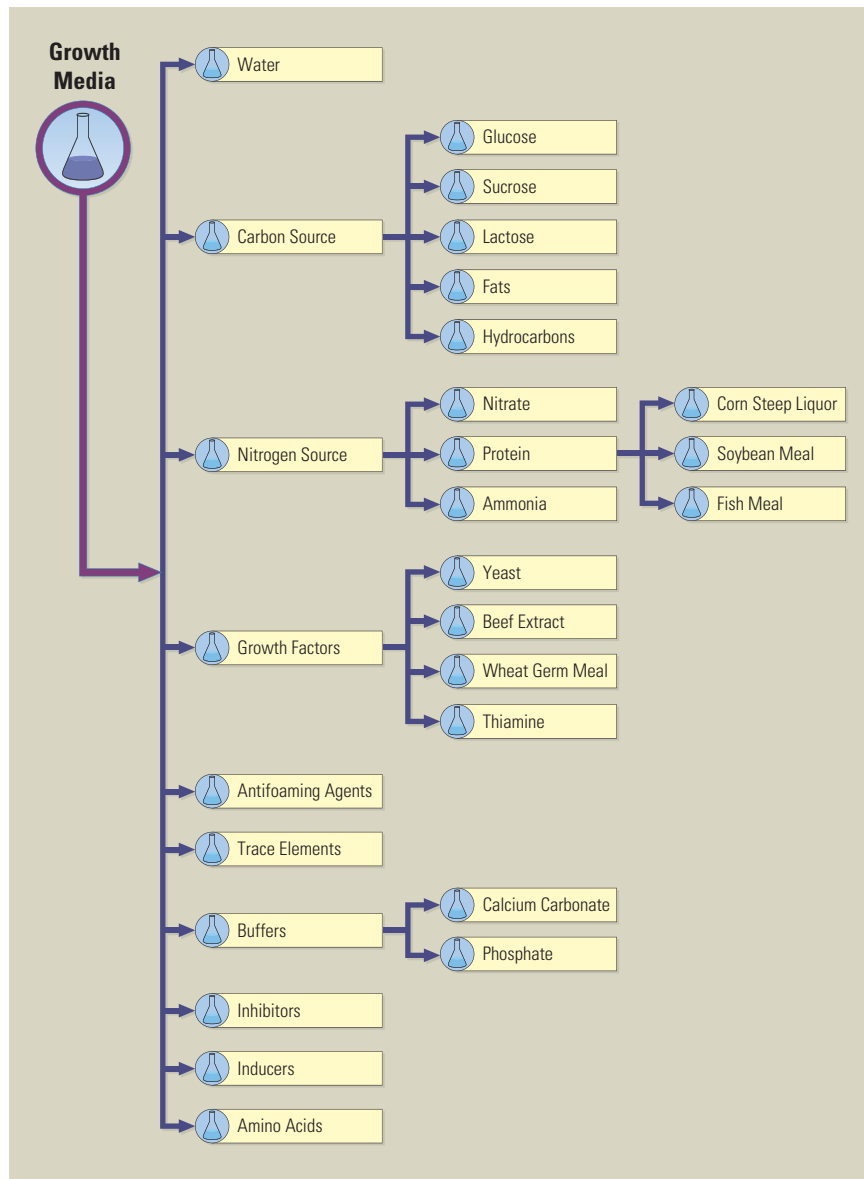 Growth
Media
Water
Carbon Source
Glucose
Sucrose
Lactose
Fats
Hydrocarbons
Nitrogen Source
Nitrate
Protein
Ammonia
Corn Steep Liquor
Soybean Meal
Fish Meal
Growth Factors
Yeast
Beef Extract
Wheat Germ Meal
Thiamine
Antifoaming Agents
Trace Elements
Buffers
Calcium Carbonate
Phosphate
Inhibitors
Inducers
Amino Acids